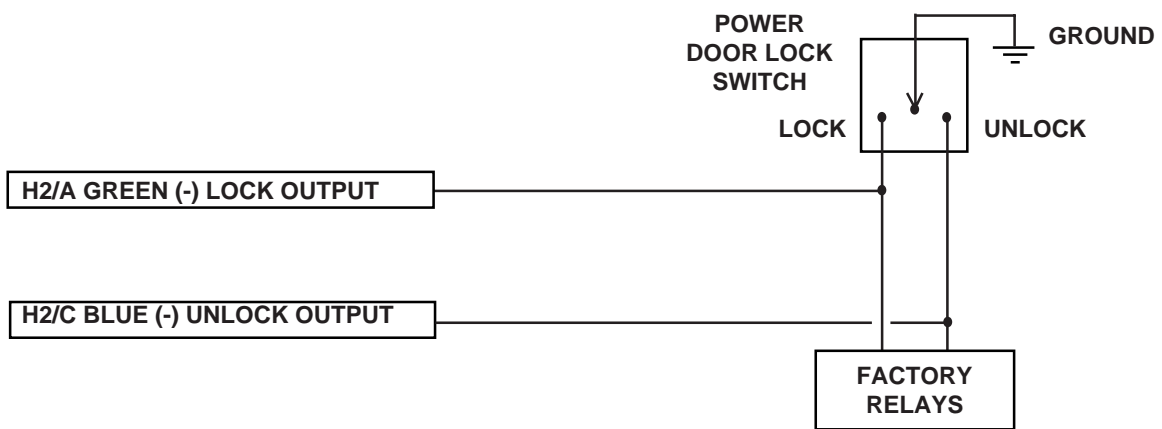 POWER
DOOR LOCK
SWITCH
GROUND
LOCK
UNLOCK
H2/A GREEN (-) LOCK OUTPUT
H2/C BLUE (-) UNLOCK OUTPUT
FACTORY
RELAYS